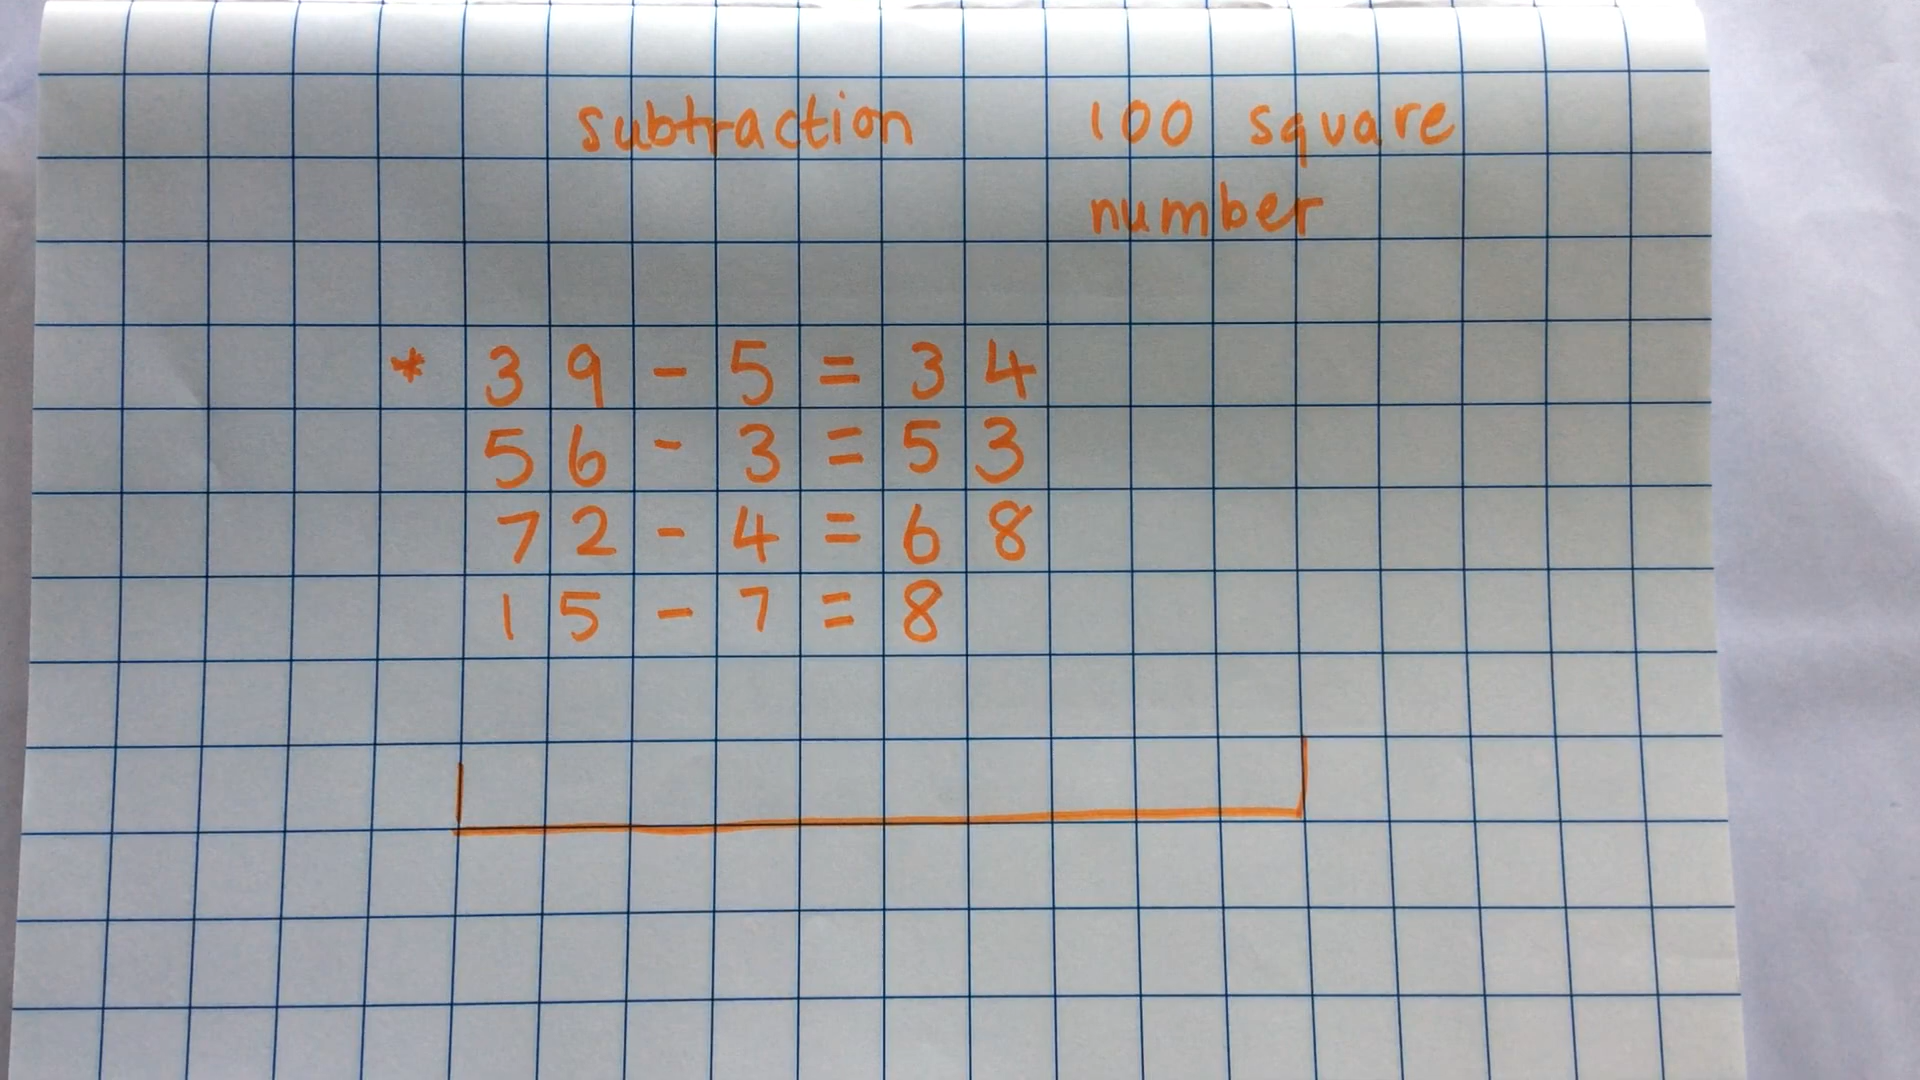 subtraction 100 square
number
* 39 - 5 = 34
56 - 3 = 53
72 - 4 = 68
15 - 7 = 8